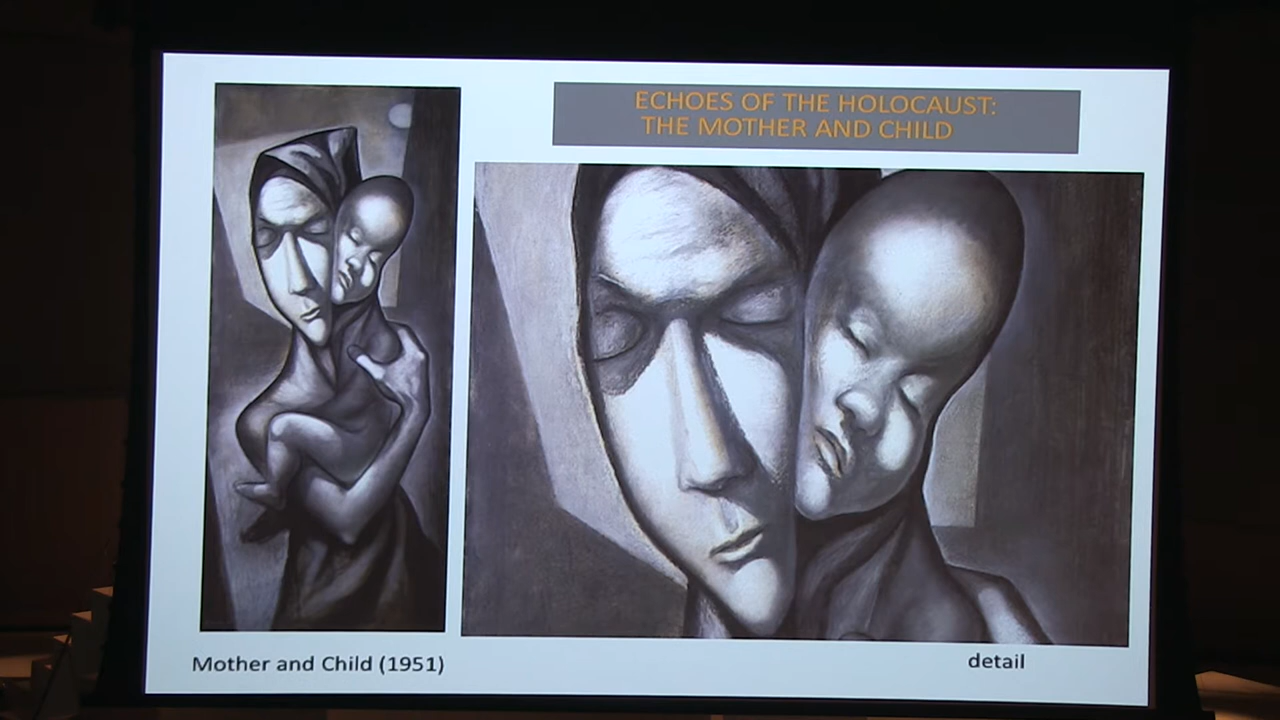 ECHOES OF THE HOLOCAUST:
THE MOTHER AND CHILD
Mother and Child (1951)
detail